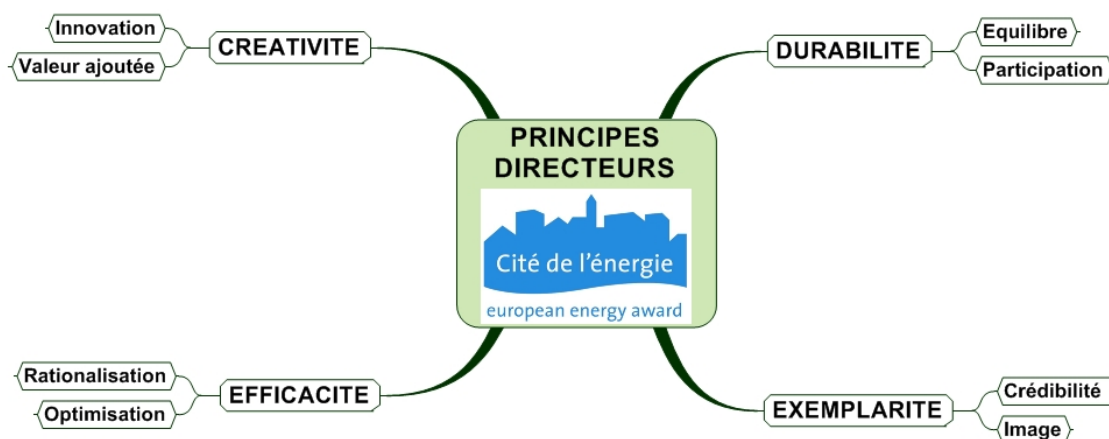 Innovation
CREATIVITE
Valeur ajoutée
DURABILITE
Equilibre
Participation
PRINCIPES
DIRECTEURS
Cité de l'énergie
european energy award
Rationalisation
EFFICACITE
Optimisation
EXEMPLARITE
Crédibilité
Image